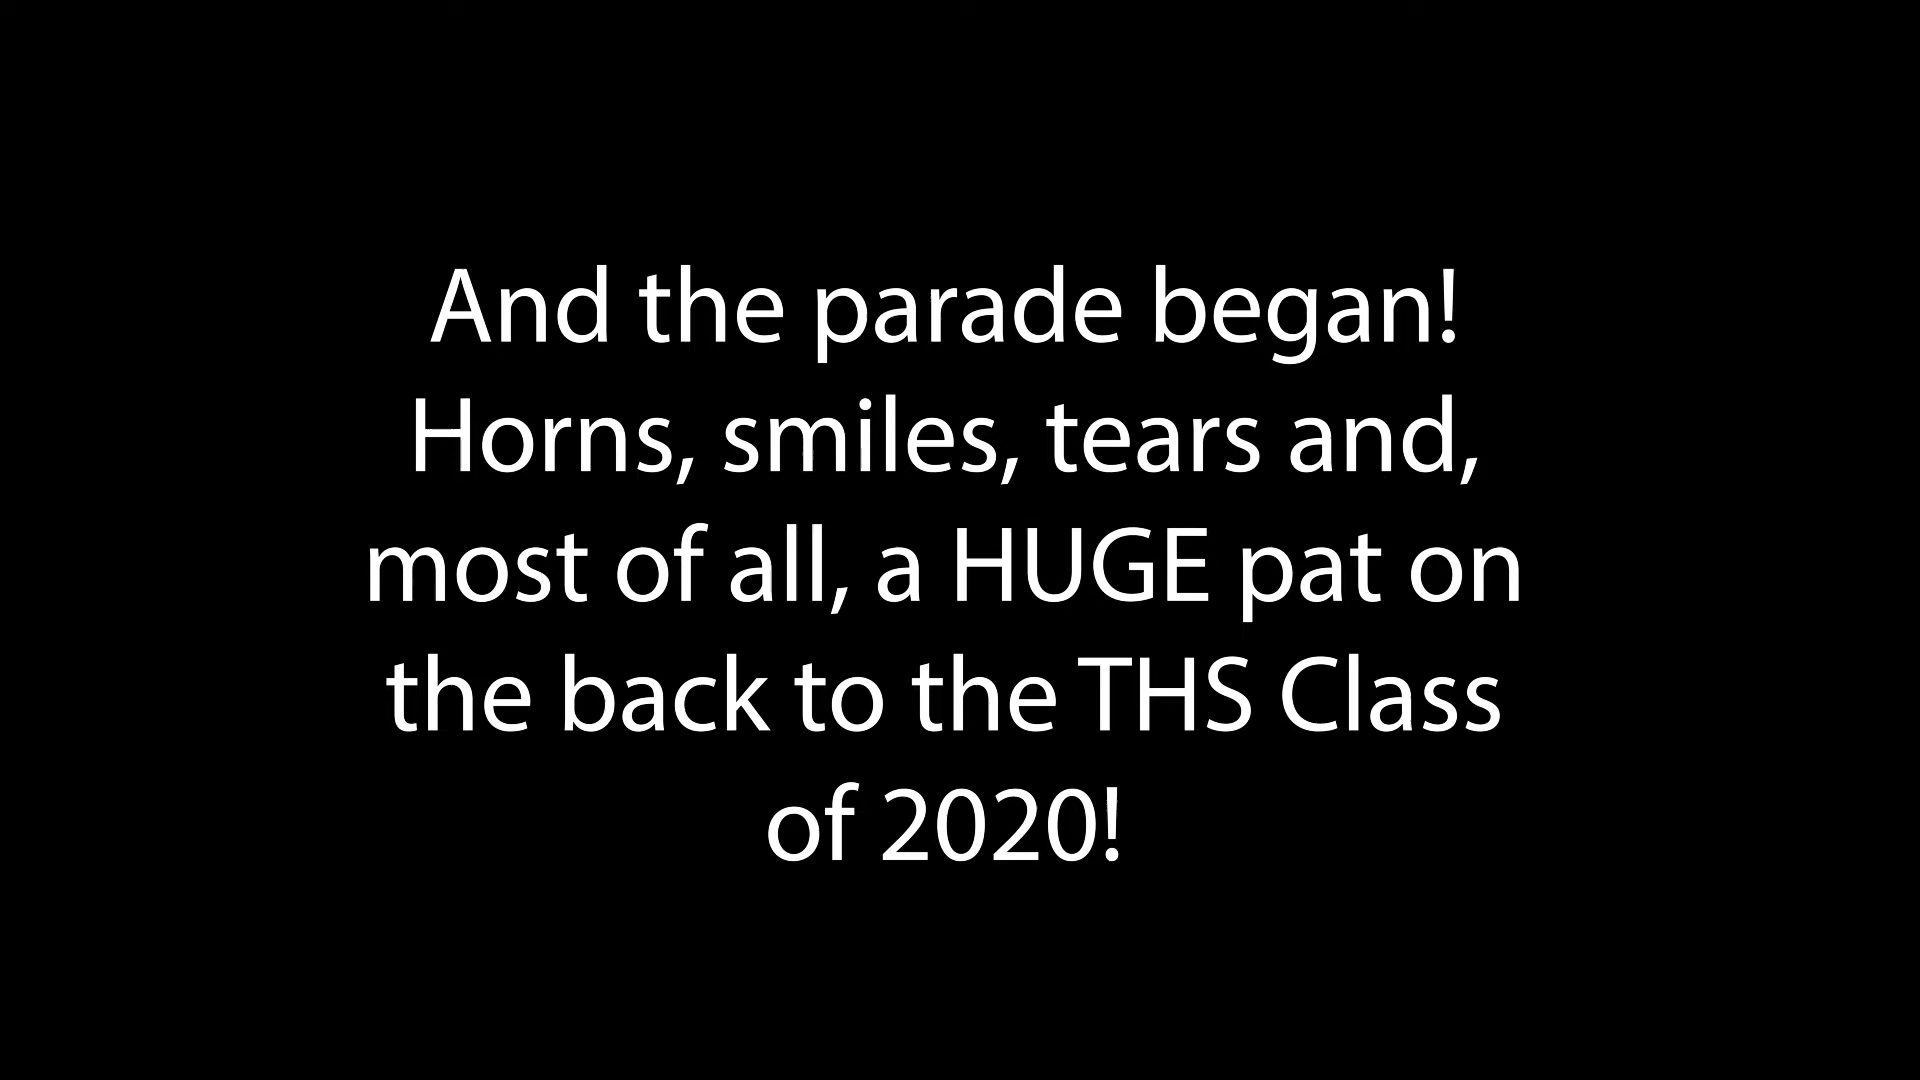 And the parade began!
Horns, smiles, tears and,
most of all, a HUGE pat on
the back to the THS Class
of 2020!